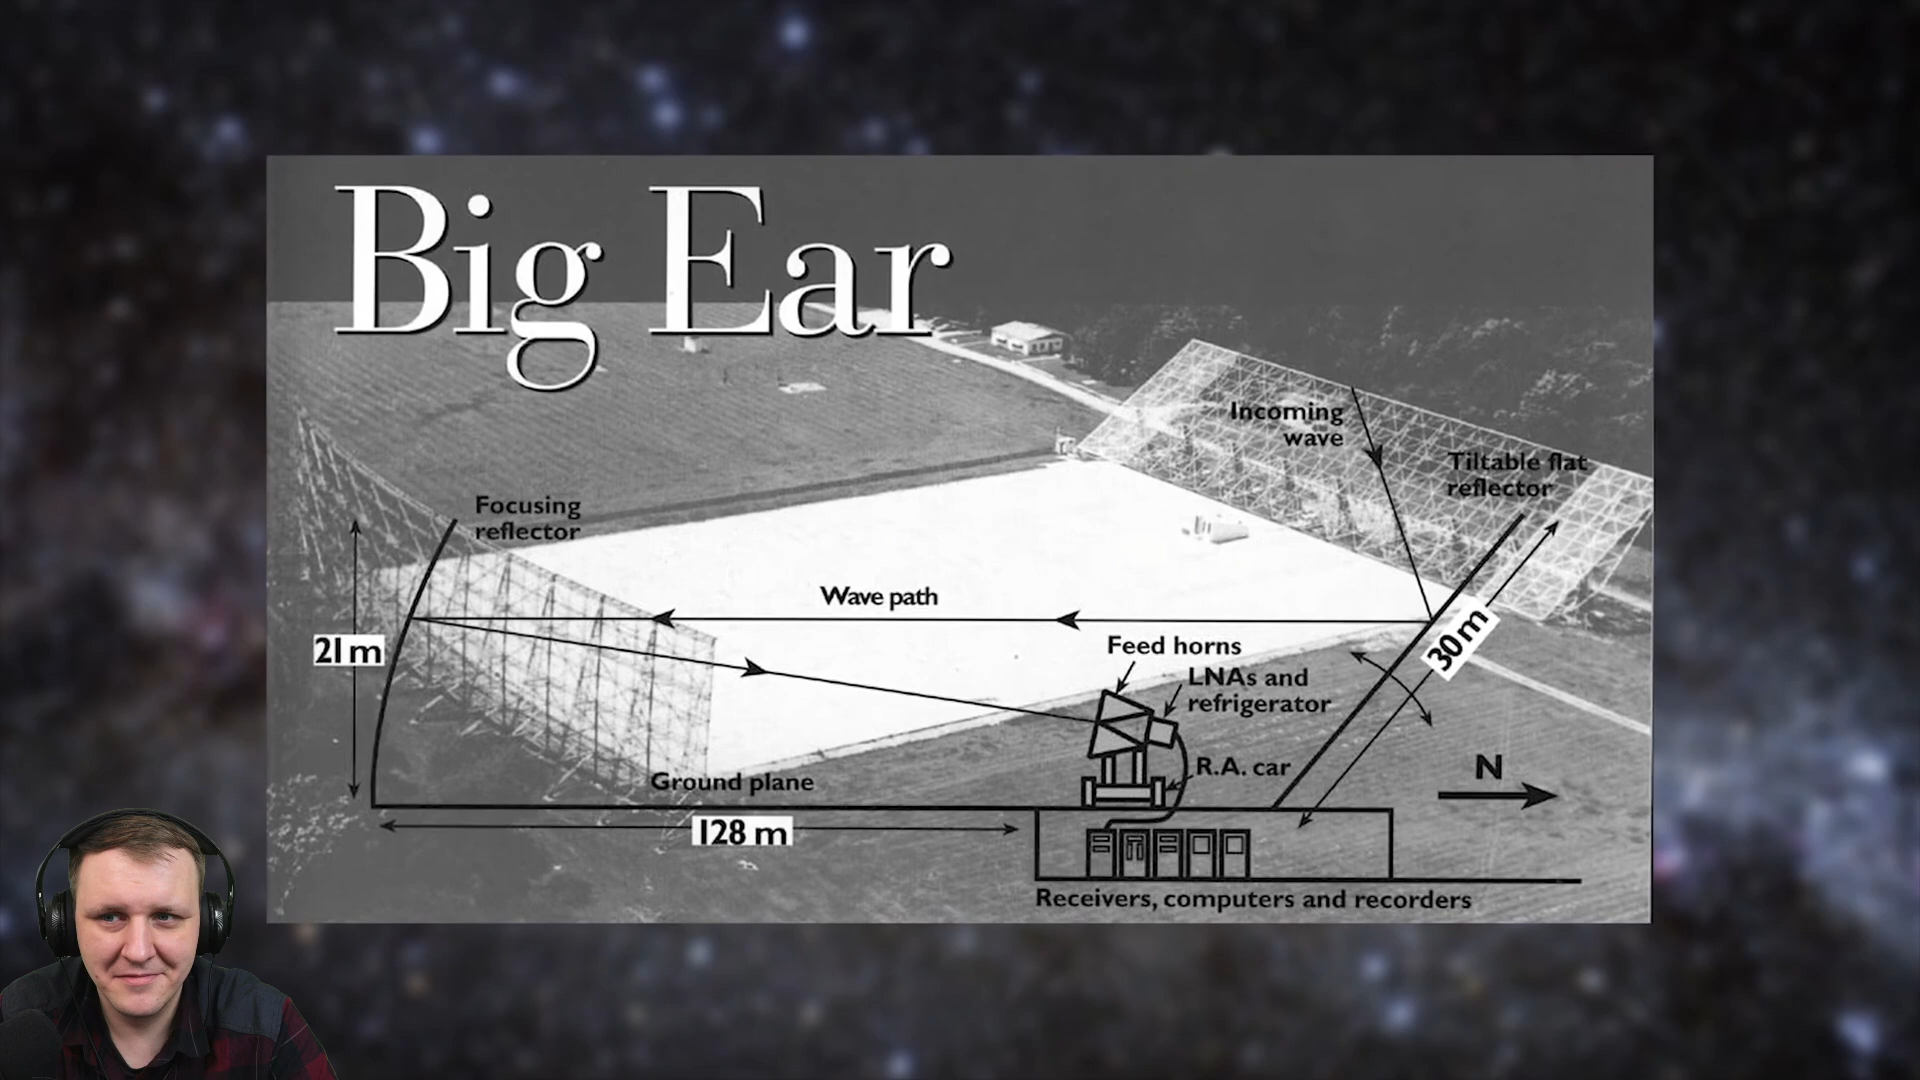 Big Ear
Incoming
wave
Tiltable flat
reflector
Focusing
reflector
Wave path
21 m
30 m
Feed horns
LNAs and
refrigerator
R.A. car
N
Ground plane
128 m
Receivers, computers and recorders